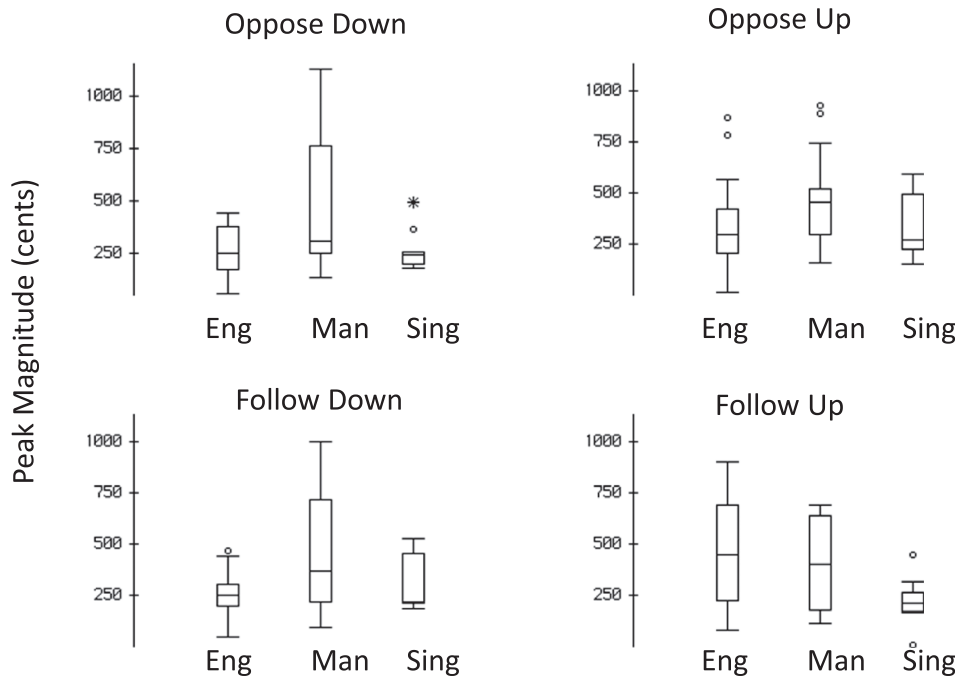 Oppose Down
Oppose Up
Peak Magnitude (cents)
1000
750
500
250
Eng Man Sing
1000
750
500
250
Eng Man Sing
Follow Down
Follow Up
1000
750
500
250
Eng Man Sing
1000
750
500
250
Eng Man Sing